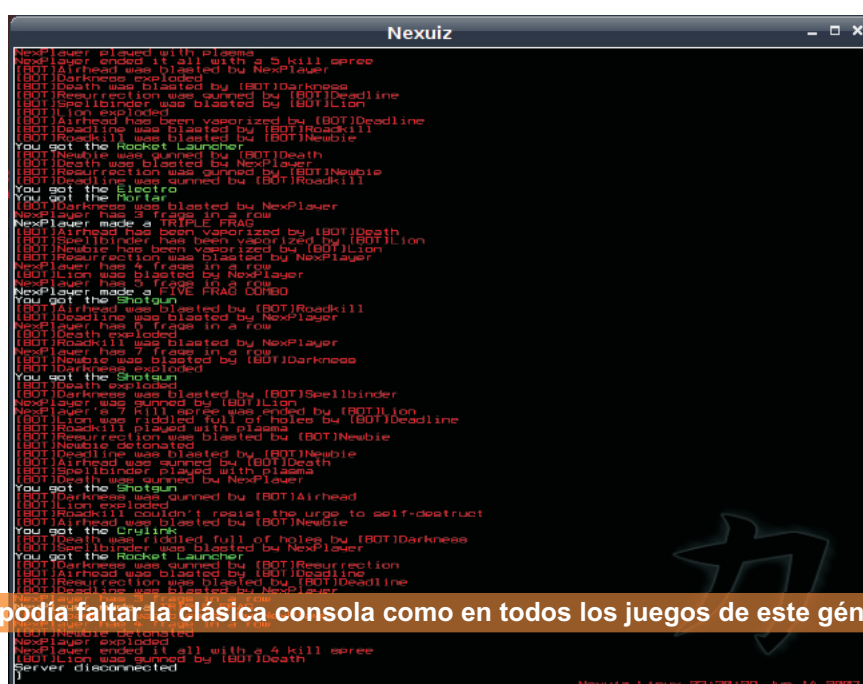 Nexuiz
NexPlayer played with plasma
NexPlayer ended it all with a 5 kill spree
[BOT]Airhead was blasted by NexPlayer
[BOT]Darkness exploded
[BOT]Death was blasted by [BOT]Darkness
[BOT]Resurrection was gunned by [BOT]Deadline
[BOT]Spellbinder was blasted by [BOT]Lion
[BOT]Lion exploded
[BOT]Airhead has been vaporized by [BOT]Deadline
[BOT]Deadline was blasted by [BOT]Roadkill
[BOT]Roadkill was blasted by [BOT]Newbie
You got the Rocket Launcher
[BOT]Newbie was gunned by [BOT]Death
[BOT]Death was blasted by NexPlayer
[BOT]Resurrection was gunned by [BOT]Newbie
[BOT]Deadline was gunned by [BOT]Roadkill
You got the Electro
You got the Mortar
[BOT]Darkness was blasted by NexPlayer
NexPlayer has 3 frags in a row
NexPlayer made a TRIPLE FRAG
[BOT]Airhead has been vaporized by [BOT]Death
[BOT]Spellbinder has been vaporized by [BOT]Lion
[BOT]Newbie has been vaporized by [BOT]Lion
[BOT]Resurrection was blasted by NexPlayer
NexPlayer has 4 frags in a row
[BOT]Lion was blasted by NexPlayer
NexPlayer has 5 frags in a row
NexPlayer made a FIVE FRAG COMBO
You got the Shotgun
[BOT]Airhead was blasted by [BOT]Roadkill
[BOT]Deadline was blasted by NexPlayer
NexPlayer has 6 frags in a row
[BOT]Death exploded
[BOT]Roadkill was blasted by NexPlayer
NexPlayer has 7 frags in a row
[BOT]Newbie was blasted by [BOT]Darkness
[BOT]Darkness exploded
You got the Shotgun
[BOT]Death exploded
[BOT]Darkness was blasted by [BOT]Spellbinder
NexPlayer was gunned by [BOT]Lion
NexPlayer's 7 kill spree was ended by [BOT]Lion
[BOT]Lion was riddled full of holes by [BOT]Deadline
[BOT]Roadkill played with plasma
[BOT]Resurrection was blasted by [BOT]Newbie
[BOT]Newbie detonated
[BOT]Deadline was blasted by [BOT]Newbie
[BOT]Airhead was gunned by [BOT]Death
[BOT]Spellbinder played with plasma
[BOT]Death was gunned by NexPlayer
You got the Shotgun
[BOT]Darkness was gunned by [BOT]Airhead
[BOT]Lion exploded
[BOT]Roadkill couldn't resist the urge to self-destruct
[BOT]Airhead was blasted by [BOT]Newbie
You got the Crylink
[BOT]Death was riddled full of holes by [BOT]Darkness
[BOT]Spellbinder was blasted by NexPlayer
You got the Rocket Launcher
[BOT]Darkness was gunned by [BOT]Resurrection
[BOT]Airhead was blasted by [BOT]Deadline
[BOT]Resurrection was blasted by [BOT]Deadline
[BOT]Deadline was blasted by NexPlayer
podía faltar la clásica consola como en todos los juegos de este gén
[BOT]Newbie detonated
NexPlayer exploded
NexPlayer ended it all with a 4 kill spree
[BOT]Lion was gunned by [BOT]Death
Server disconnected
]
力